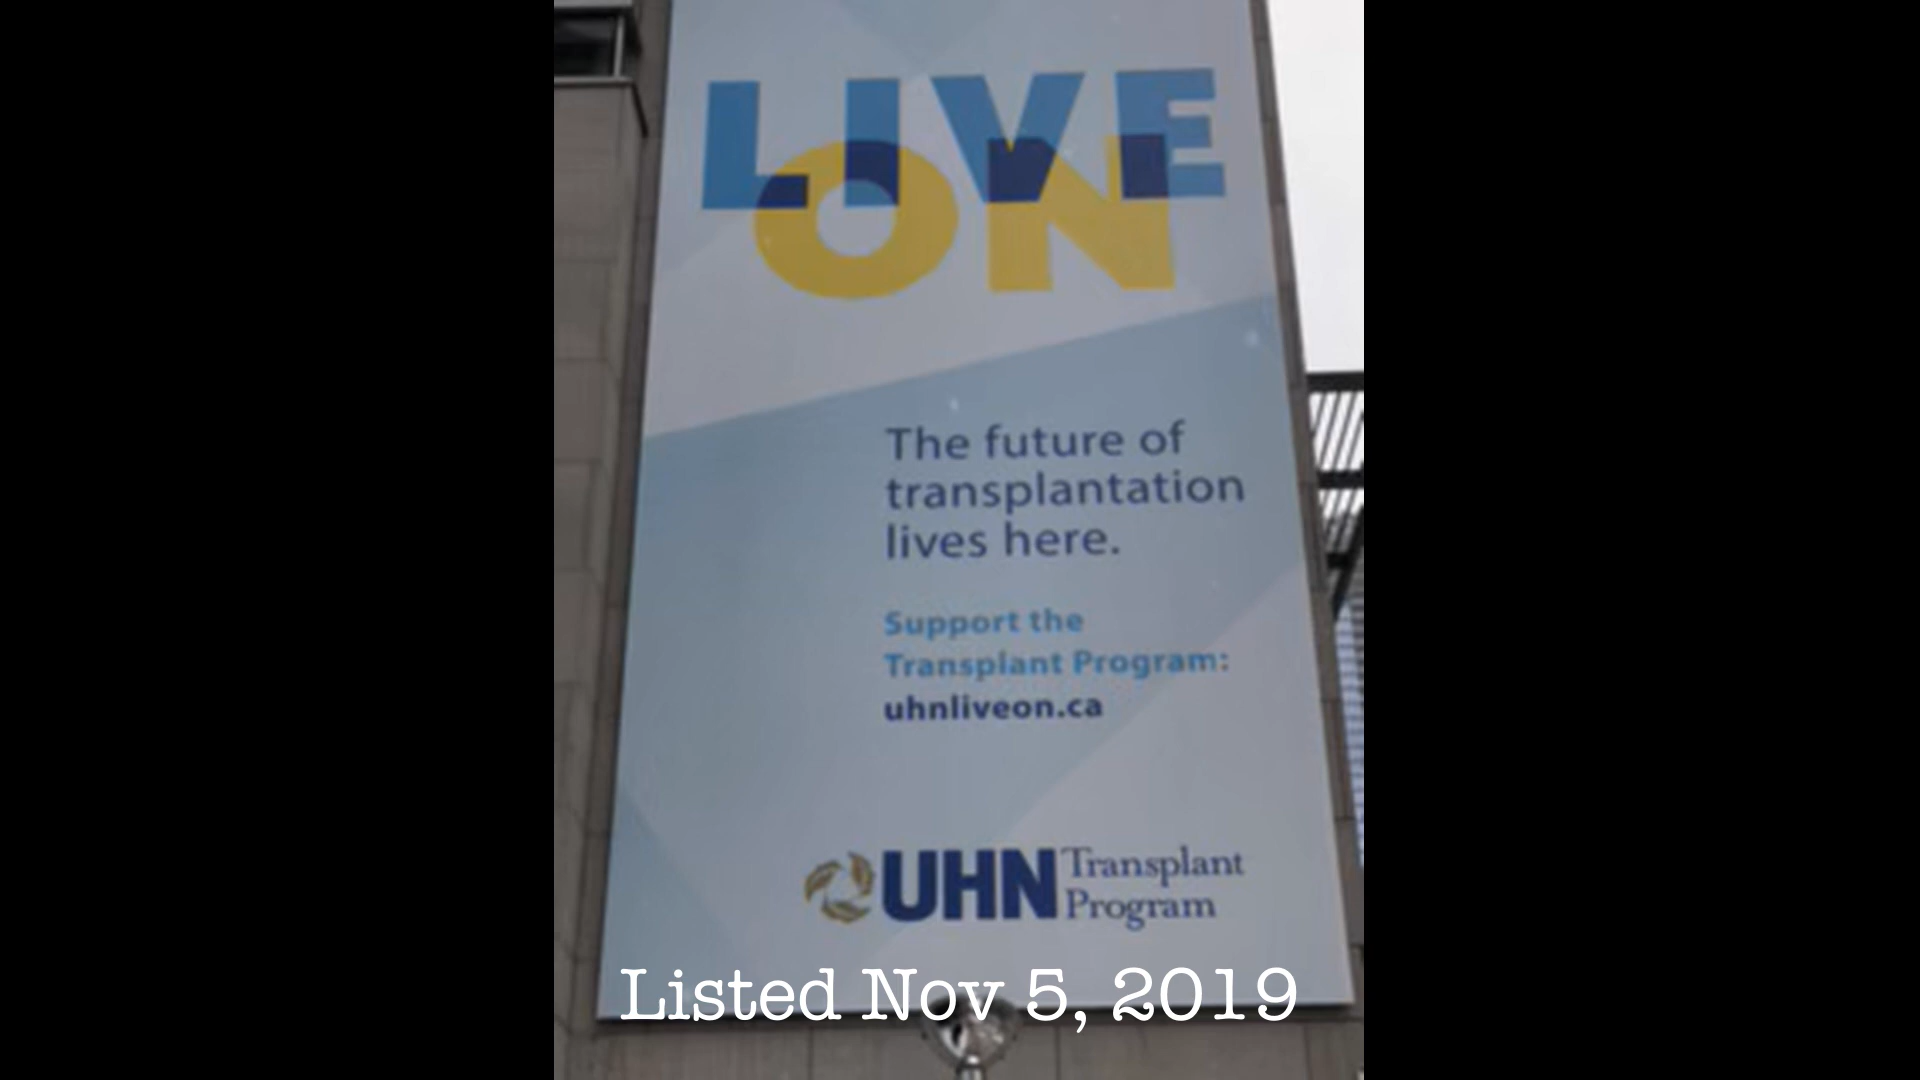 LIVE
ON
The future of
transplantation
lives here.
Support the
Transplant Program:
uhnliveon.ca
UHN Transplant
Program
Listed Nov 5, 2019